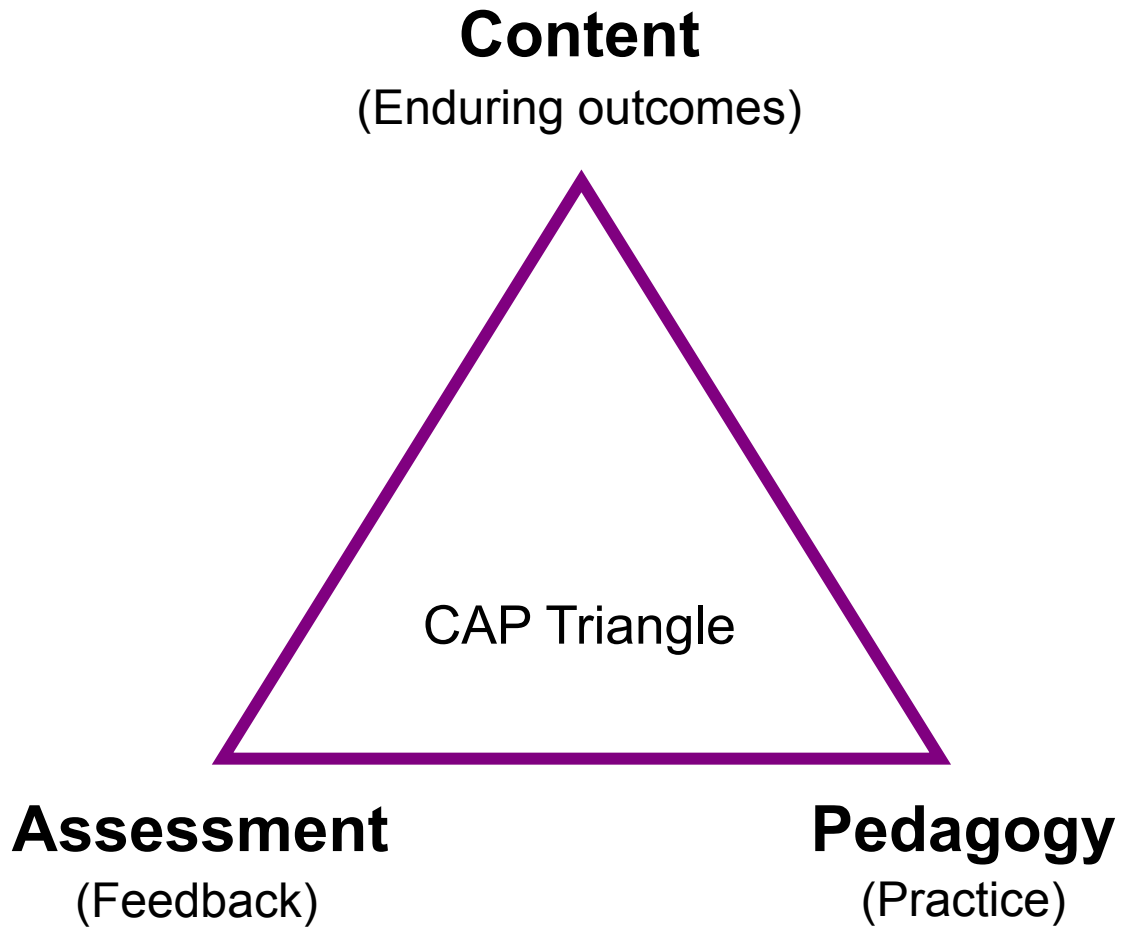 Content
(Enduring outcomes)
CAP Triangle
Assessment
(Feedback)
Pedagogy
(Practice)